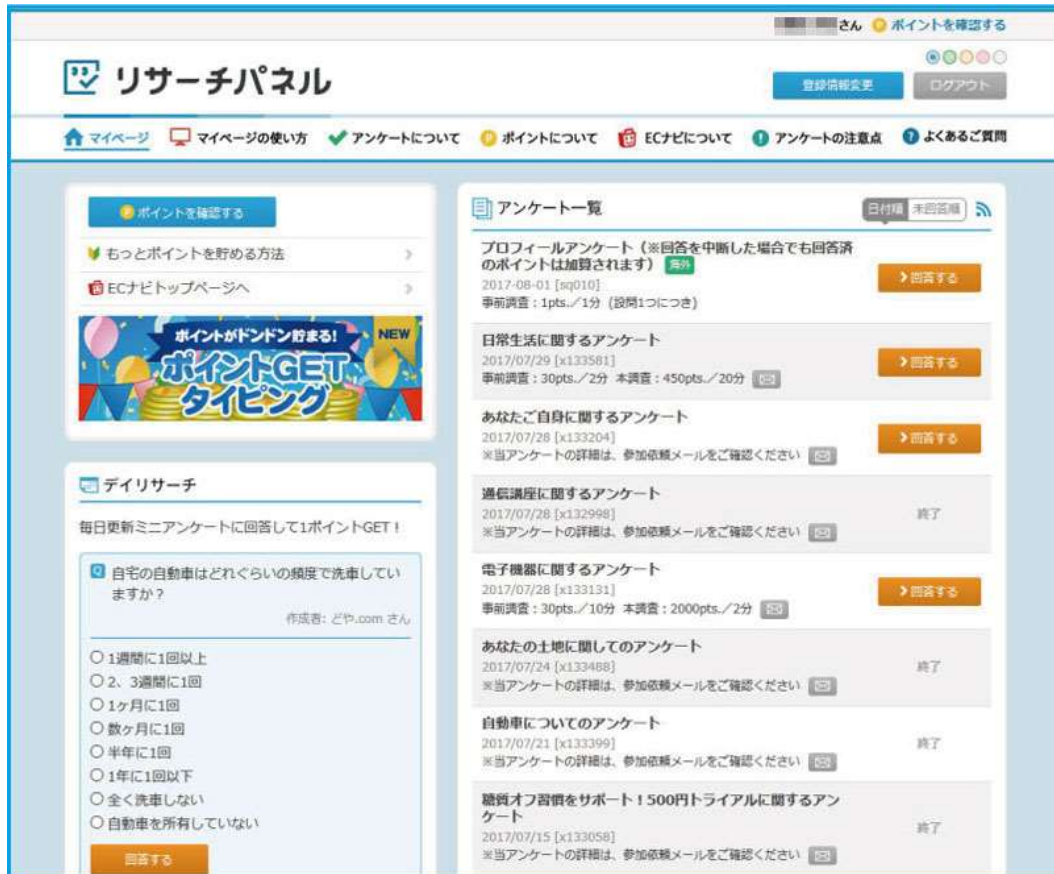 さん
ポイントを確認する
リサーチパネル
登録情報変更
ログアウト
マイページ
マイページの使い方
アンケートについて
ポイントについて
ECナビについて
アンケートの注意点
よくあるご質問
ポイントを確認する
もっとポイントを貯める方法
ECナビトップページへ
ポイントがドンドン貯まる!
NEW
ポイントGET
タイピング
デイリサーチ
毎日更新ミニアンケートに回答して1ポイントGET!
Q 自宅の自動車はどれぐらいの頻度で洗車してい
ますか?
作成者: どや.com さん
1週間に1回以上
2、3週間に1回
1ヶ月に1回
数ヶ月に1回
半年に1回
1年に1回以下
全く洗車しない
自動車を所有していない
回答する
アンケート一覧
日付順
未回答順
プロフィールアンケート(※回答を中断した場合でも回答済
のポイントは加算されます) 海外
2017-08-01 [sq010]
事前調査:1pts./1分 (設問1つにつき)
回答する
日常生活に関するアンケート
2017/07/29 [x133581]
事前調査:30pts./2分 本調査:450pts./20分
回答する
あなたご自身に関するアンケート
2017/07/28 [x133204]
※当アンケートの詳細は、参加依頼メールをご確認ください
回答する
通信講座に関するアンケート
2017/07/28 [x132998]
※当アンケートの詳細は、参加依頼メールをご確認ください
終了
電子機器に関するアンケート
2017/07/28 [x133131]
事前調査:30pts./10分 本調査:2000pts./2分
回答する
あなたの土地に関してのアンケート
2017/07/24 [x133488]
※当アンケートの詳細は、参加依頼メールをご確認ください
終了
自動車についてのアンケート
2017/07/21 [x133399]
※当アンケートの詳細は、参加依頼メールをご確認ください
終了
糖質オフ習慣をサポート!500円トライアルに関するアン
ケート
2017/07/15 [x133058]
※当アンケートの詳細は、参加依頼メールをご確認ください
終了